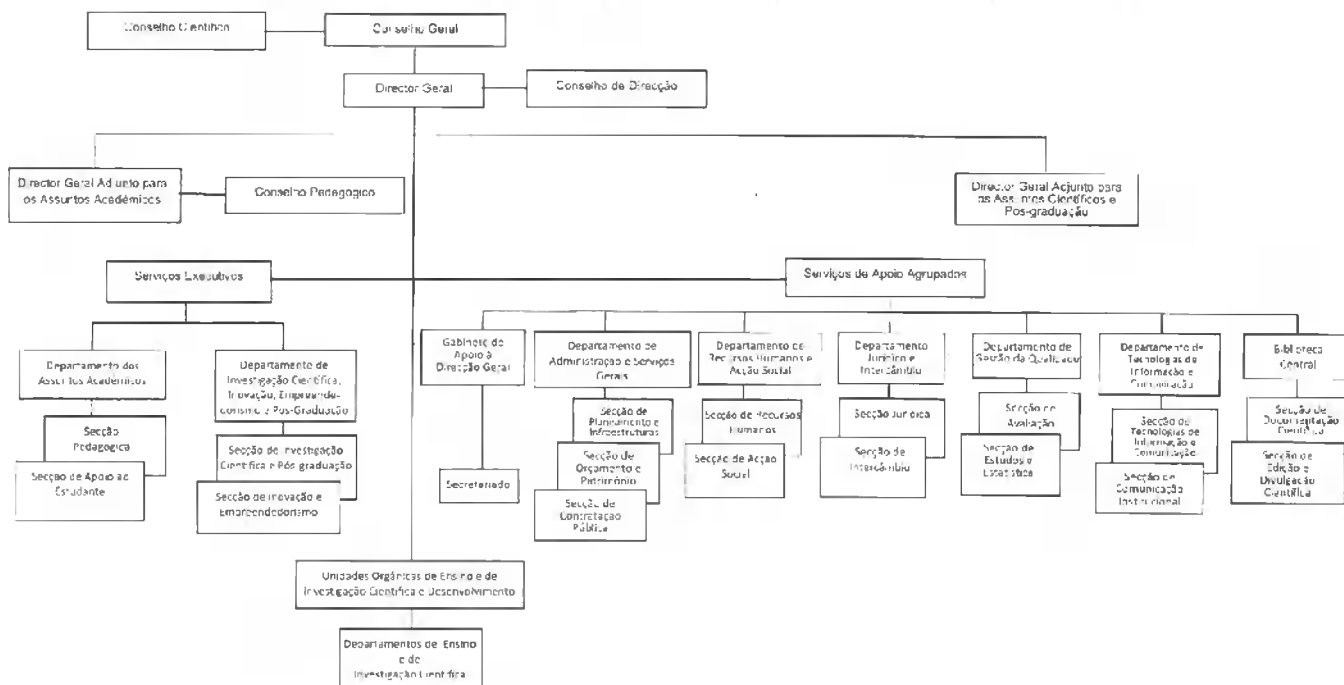 Conselho Científico
Conselho Geral
Director Geral
Conselho de Direcção
Director Geral Adjunto para
os Assuntos Académicos
Conselho Pedagógico
Director Geral Adjunto para
os Assuntos Científicos e
Pós-graduação
Serviços Executivos
Serviços de Apoio Agrupados
Departamento dos
Assuntos Académicos
Secção
Pedagógica
Secção de Apoio ao
Estudante
Departamento de
Investigação Científica,
Inovação, Empreende-
dorismo e Pós-Graduação
Secção de Investigação
Científica e Pós-graduação
Secção de Inovação e
Empreendedorismo
Gabinete de
Apoio à
Direcção Geral
Secretariado
Departamento de
Administração e Serviços
Gerais
Secção de
Planeamento e
Infraestruturas
Secção de
Orçamento e
Património
Secção de
Contratação
Pública
Departamento de
Recursos Humanos e
Acção Social
Secção de Recursos
Humanos
Secção de Acção
Social
Departamento
Jurídico e
Intercâmbio
Secção Jurídica
Secção de
Intercâmbio
Departamento de
Gestão da Qualidade
Secção de
Avaliação
Secção de
Estudos e
Estatística
Departamento de
Tecnologias de
Informação e
Comunicação
Secção de
Tecnologias de
Informação e
Comunicação
Secção de
Comunicação
Institucional
Biblioteca
Central
Secção de
Documentação
Científica
Secção de
Edição e
Divulgação
Científica
Unidades Orgânicas de Ensino e de
Investigação Científica e Desenvolvimento
Departamentos de Ensino
e de
Investigação Científica